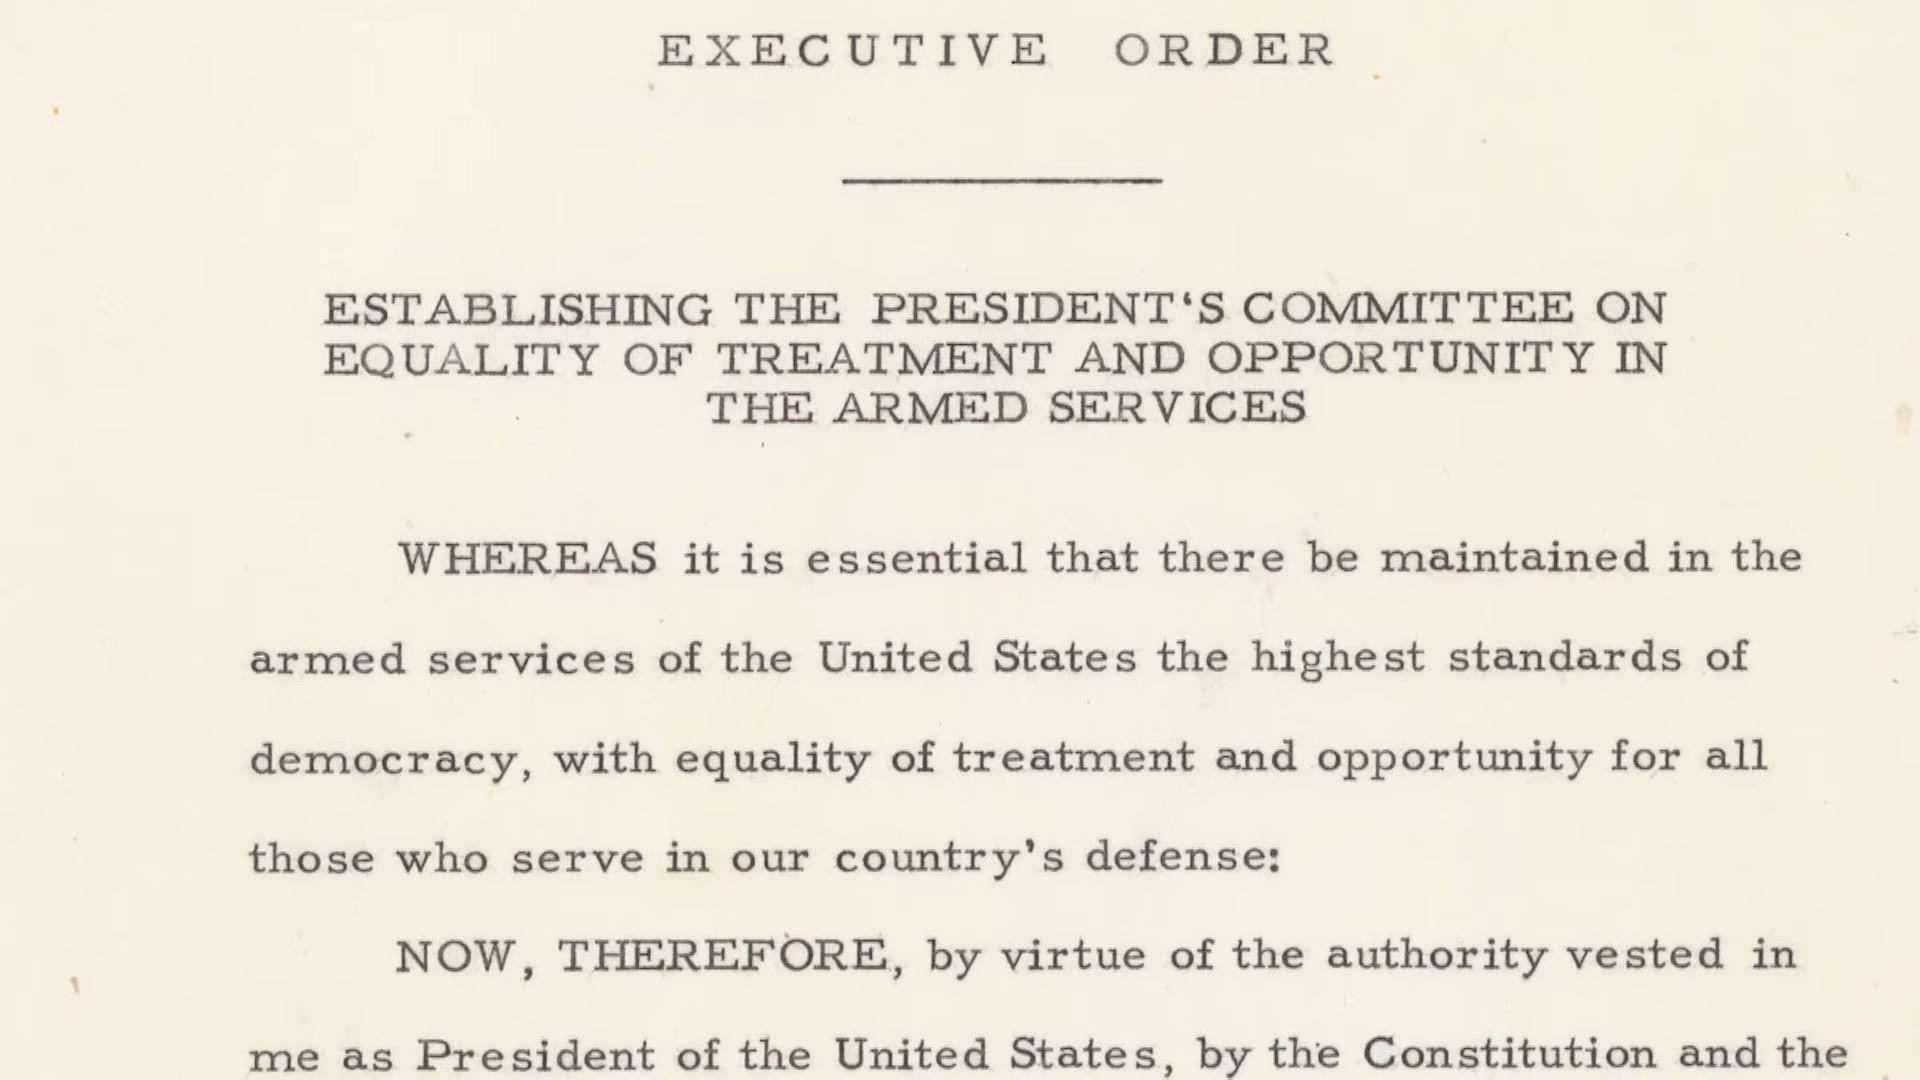 EXECUTIVE ORDER
ESTABLISHING THE PRESIDENT'S COMMITTEE ON
EQUALITY OF TREATMENT AND OPPORTUNITY IN
THE ARMED SERVICES
WHEREAS it is essential that there be maintained in the
armed services of the United States the highest standards of
democracy, with equality of treatment and opportunity for all
those who serve in our country's defense:
NOW, THEREFORE, by virtue of the authority vested in
me as President of the United States, by the Constitution and the